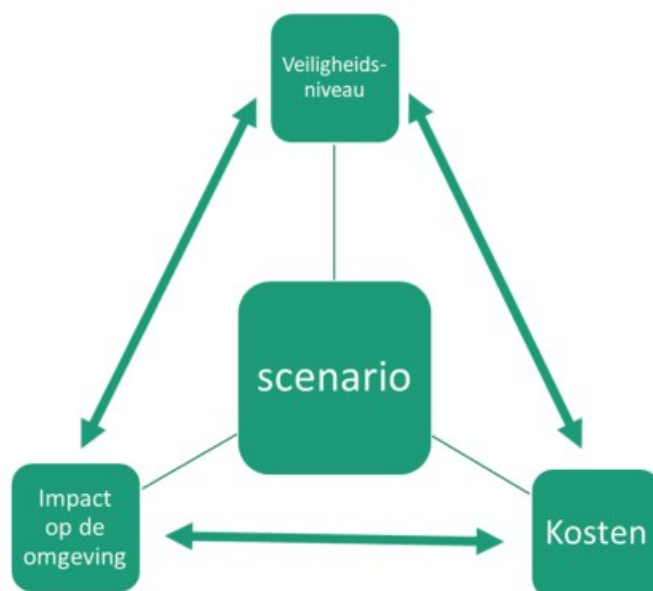 Veiligheids-
niveau
scenario
Impact
op de
omgeving
Kosten